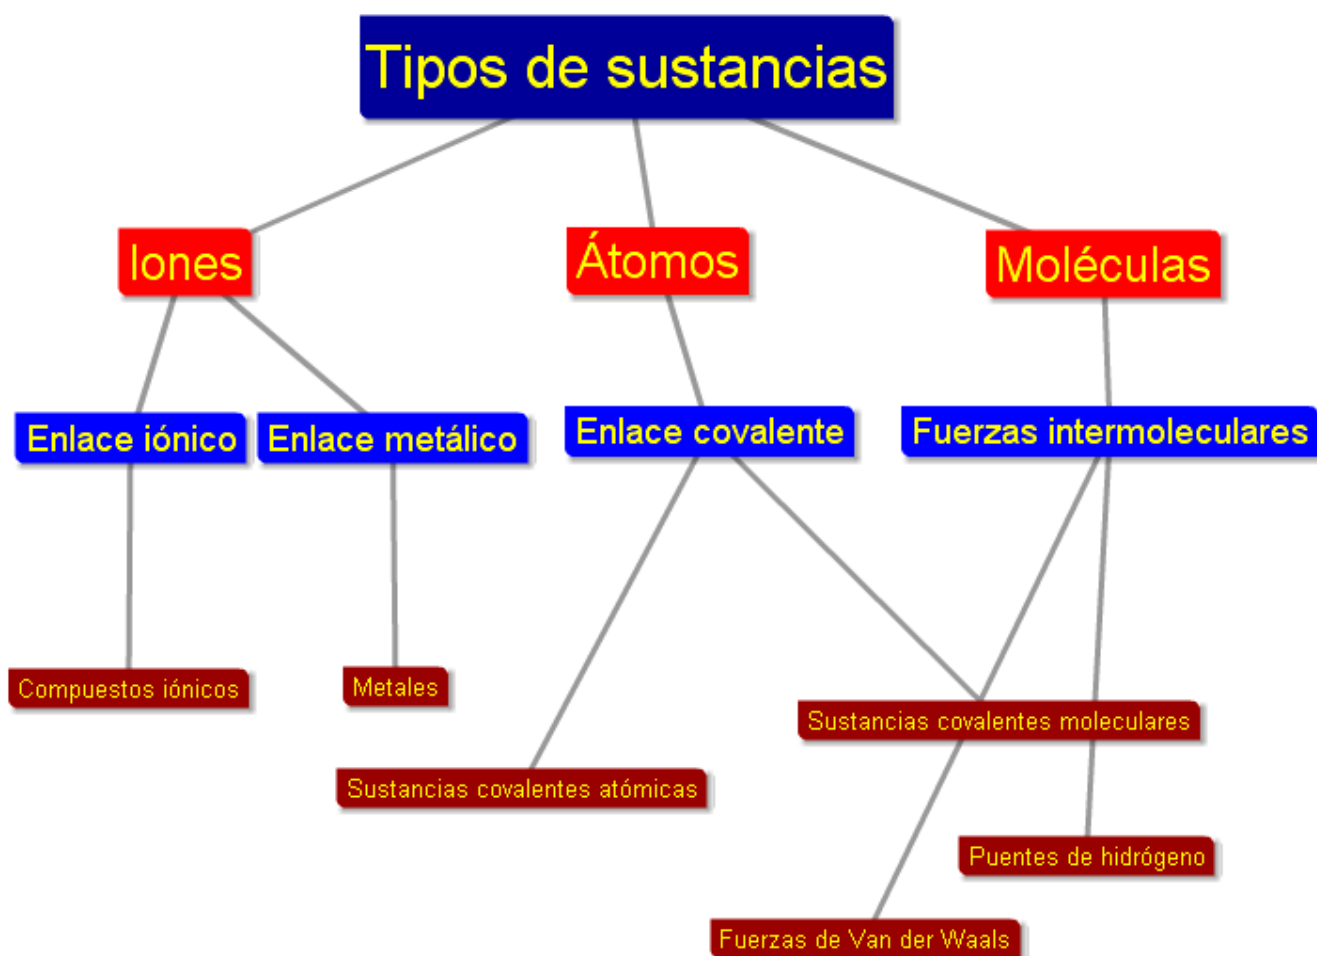 Tipos de sustancias
Iones
Átomos
Moléculas
Enlace iónico
Enlace metálico
Enlace covalente
Fuerzas intermoleculares
Compuestos iónicos
Metales
Sustancias covalentes moleculares
Sustancias covalentes atómicas
Puentes de hidrógeno
Fuerzas de Van der Waals